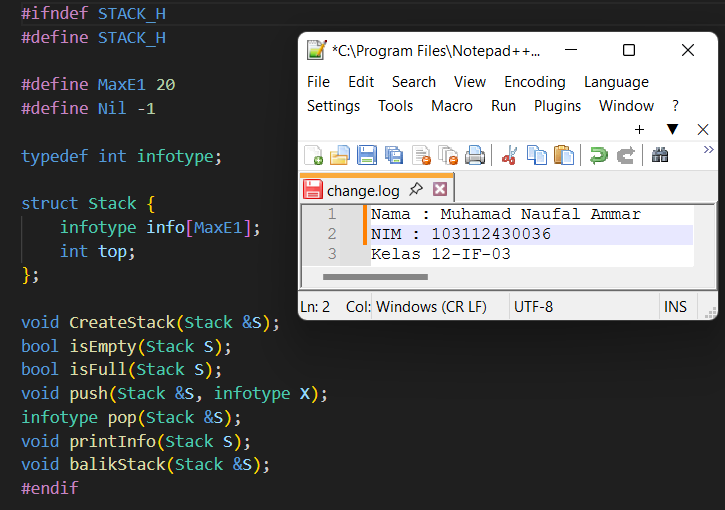 #ifndef STACK_H
#define STACK_H
#define MaxE1 20
#define Nil -1
typedef int infotype;
struct Stack {
infotype info[MaxE1];
int top;
};
void CreateStack(Stack &S);
bool isEmpty(Stack S);
bool isFull(Stack S);
void push(Stack &S, infotype X);
infotype pop(Stack &S);
void printInfo(Stack S);
void balikStack(Stack &S);
#endif
*C:\Program Files\Notepad++...
File Edit Search View Encoding Language
Settings Tools Macro Run Plugins Window ?
change.log
1 Nama : Muhamad Naufal Ammar
2 NIM : 103112430036
3 Kelas 12-IF-03
Ln: 2 Col: Windows (CR LF) UTF-8 INS